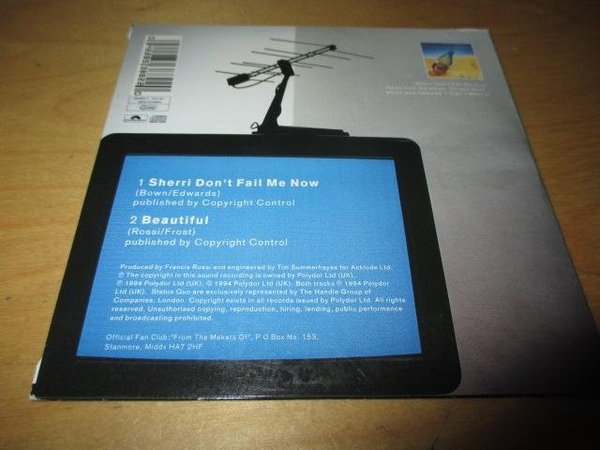 1 Sherri Don't Fail Me Now
(Bown/Edwards)
published by Copyright Control
2 Beautiful
(Rossi/Frost)
published by Copyright Control
Produced by Francis Rossi and engineered by Tim Summerhayes for Acklode Ltd.
℗ The copyright in this sound recording is owned by Polydor Ltd (UK).
℗ 1994 Polydor Ltd (UK). © 1994 Polydor Ltd (UK). Both tracks ℗ 1994 Polydor
Ltd (UK). Status Quo are exclusively represented by The Handle Group of
Companies, London. Copyright exists in all records issued by Polydor Ltd. All rights
reserved. Unauthorised copying, reproduction, hiring, lending, public performance
and broadcasting prohibited.
Official Fan Club:"From The Makers Of", P O Box No. 153,
Stanmore, Middx HA7 2HF